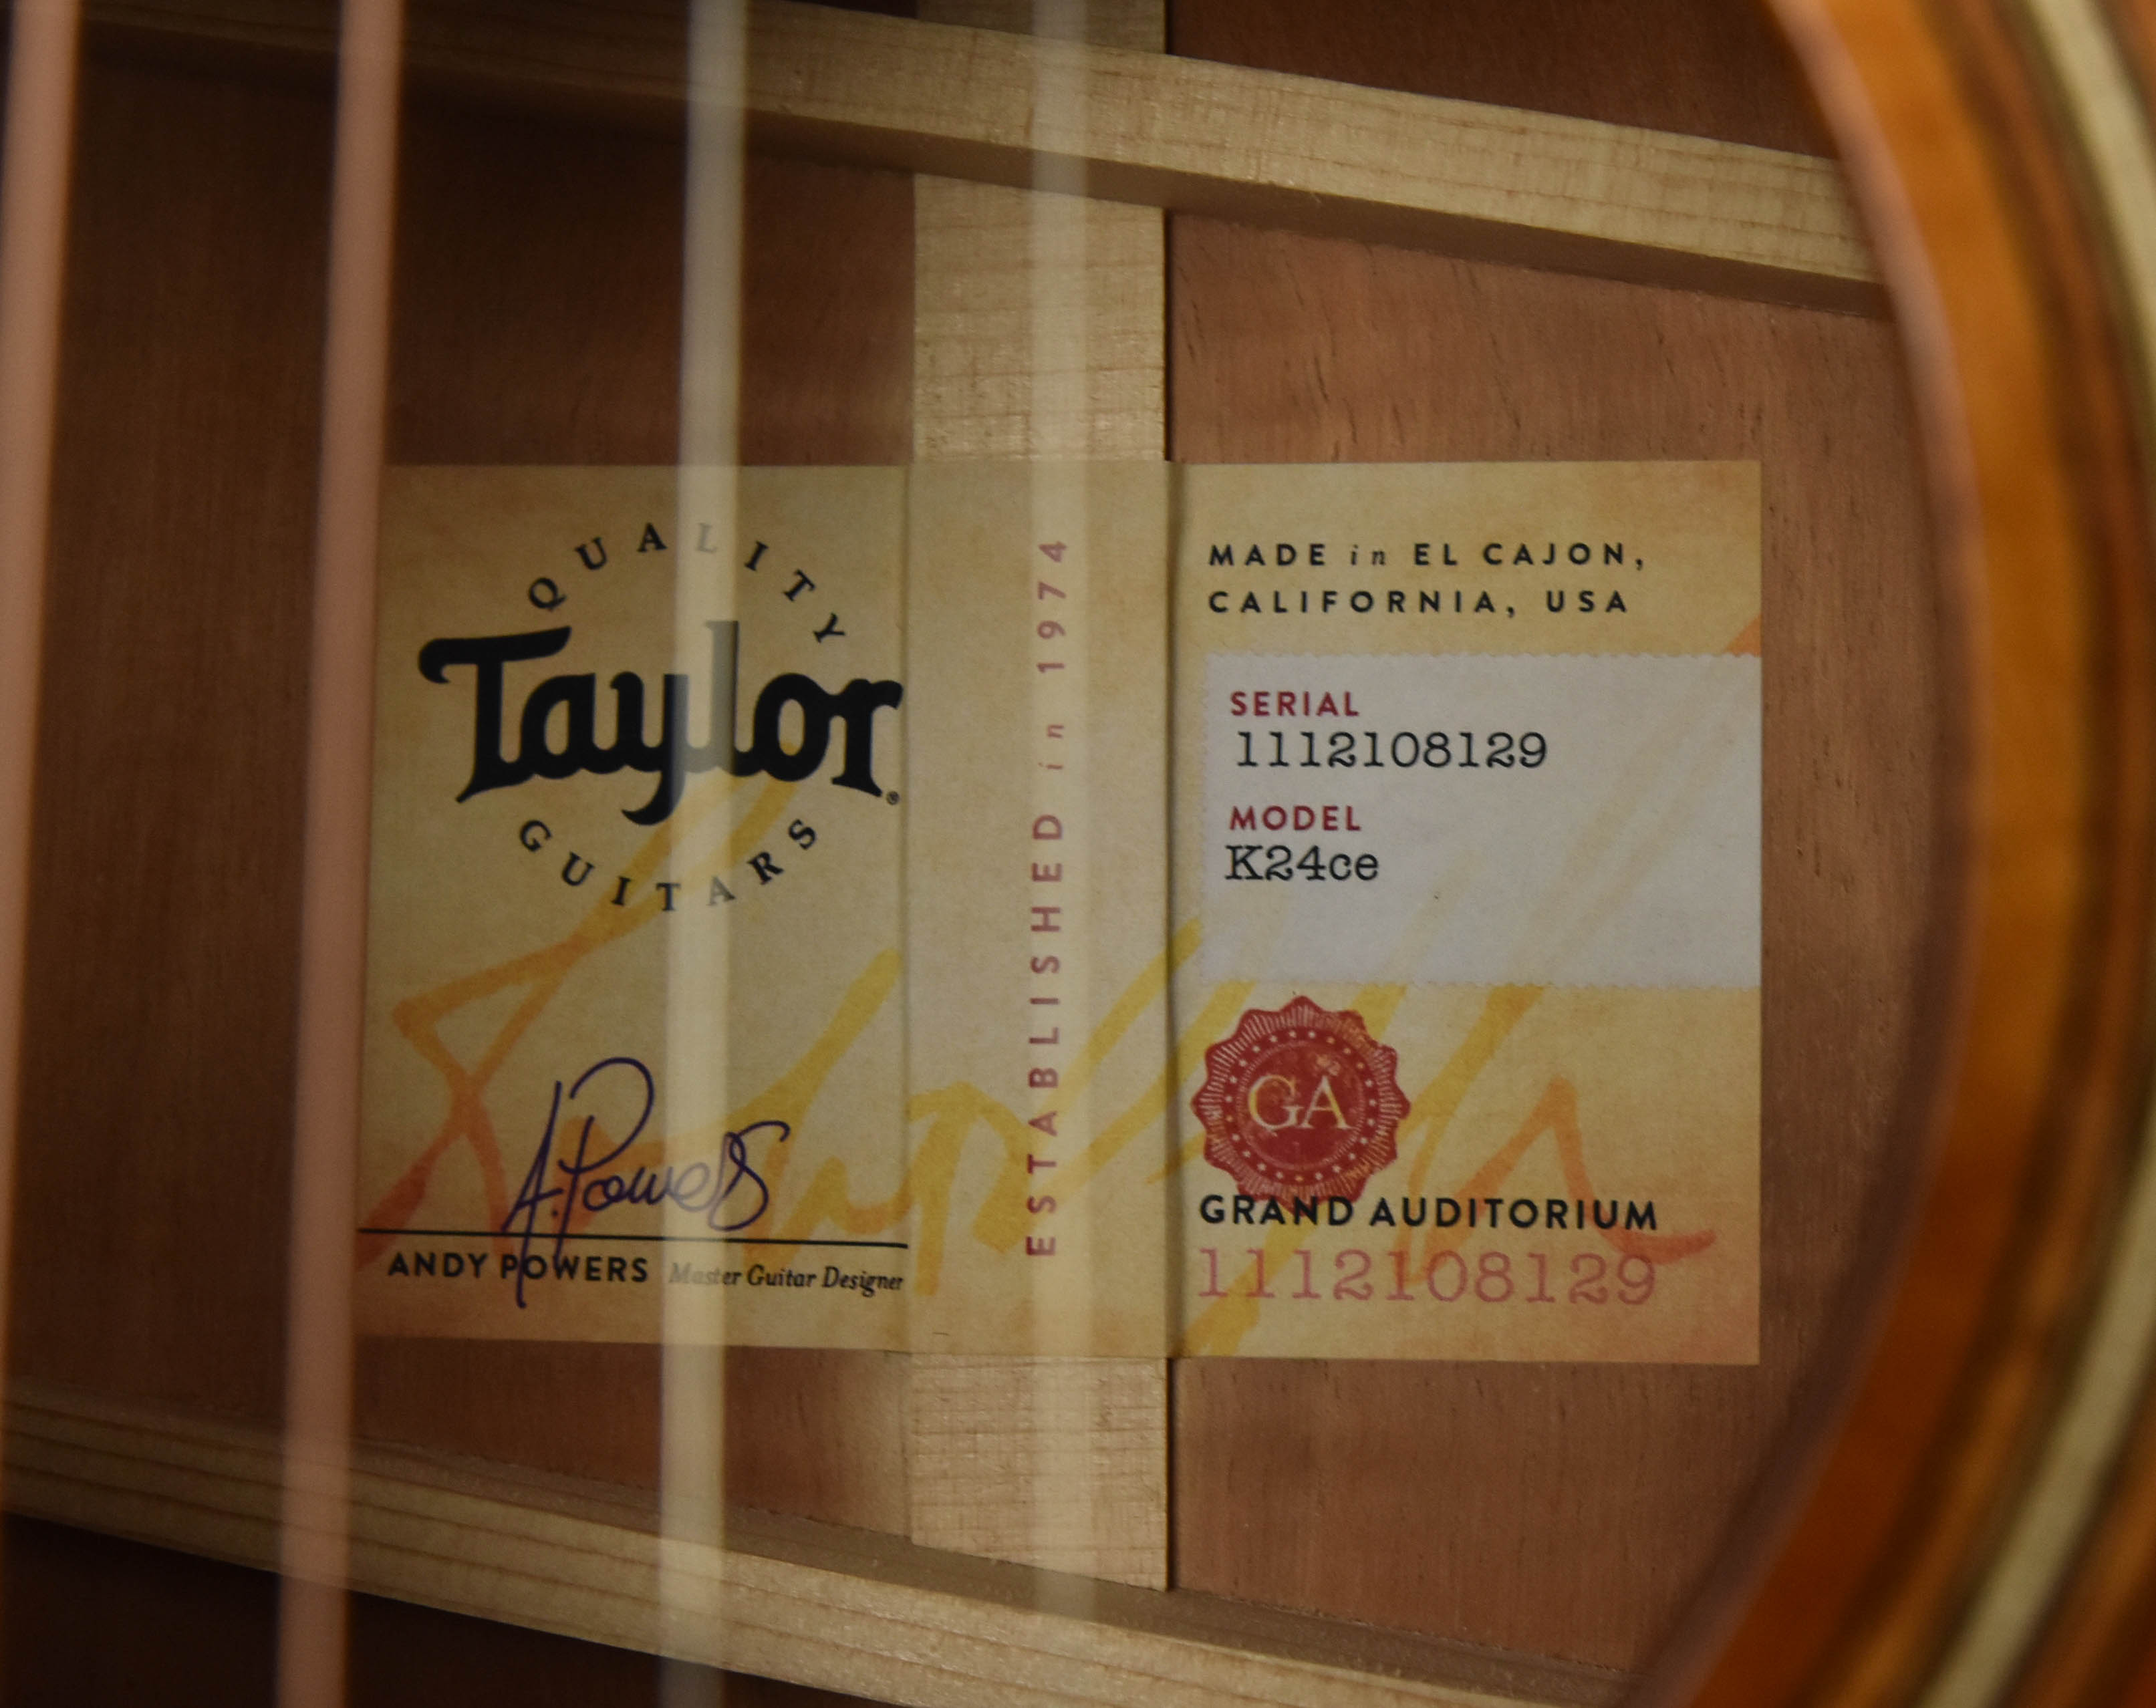 QUALITY
Taylor®
GUITARS
A. Powers
ANDY POWERS Master Guitar Designer
ESTABLISHED in 1974
MADE in EL CAJON,
CALIFORNIA, USA
SERIAL
1112108129
MODEL
K24ce
GA
GRAND AUDITORIUM
1112108129